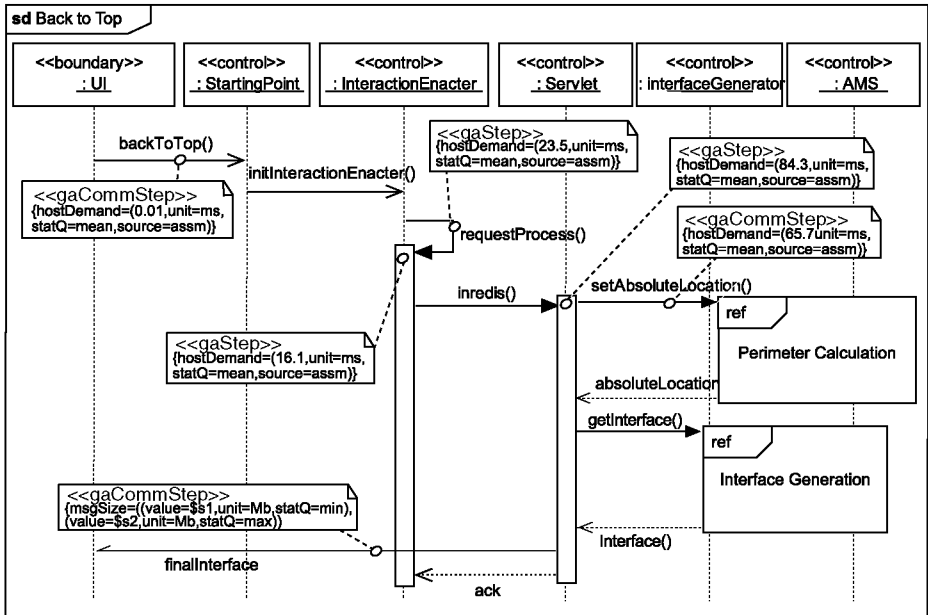 sd Back to Top
<<boundary>>
: UI
<<control>>
: StartingPoint
<<control>>
: InteractionEnacter
<<control>>
: Servlet
<<control>>
: interfaceGenerator
<<control>>
: AMS
backToTop()
<<gaStep>>
{hostDemand=(23.5,unit=ms,
statQ=mean,source=assm)}
<<gaStep>>
{hostDemand=(84.3,unit=ms,
statQ=mean,source=assm)}
initInteractionEnacter()
<<gaCommStep>>
{hostDemand=(0.01,unit=ms,
statQ=mean,source=assm)}
<<gaCommStep>>
{hostDemand=(65.7unit=ms,
statQ=mean,source=assm)}
requestProcess()
inredis()
setAbsoluteLocation()
ref
Perimeter Calculation
<<gaStep>>
{hostDemand=(16.1,unit=ms,
statQ=mean,source=assm)}
absoluteLocation
getInterface()
ref
Interface Generation
<<gaCommStep>>
{msgSize=((value=$s1,unit=Mb,statQ=min),
(value=$s2,unit=Mb,statQ=max))
Interface()
finalInterface
ack